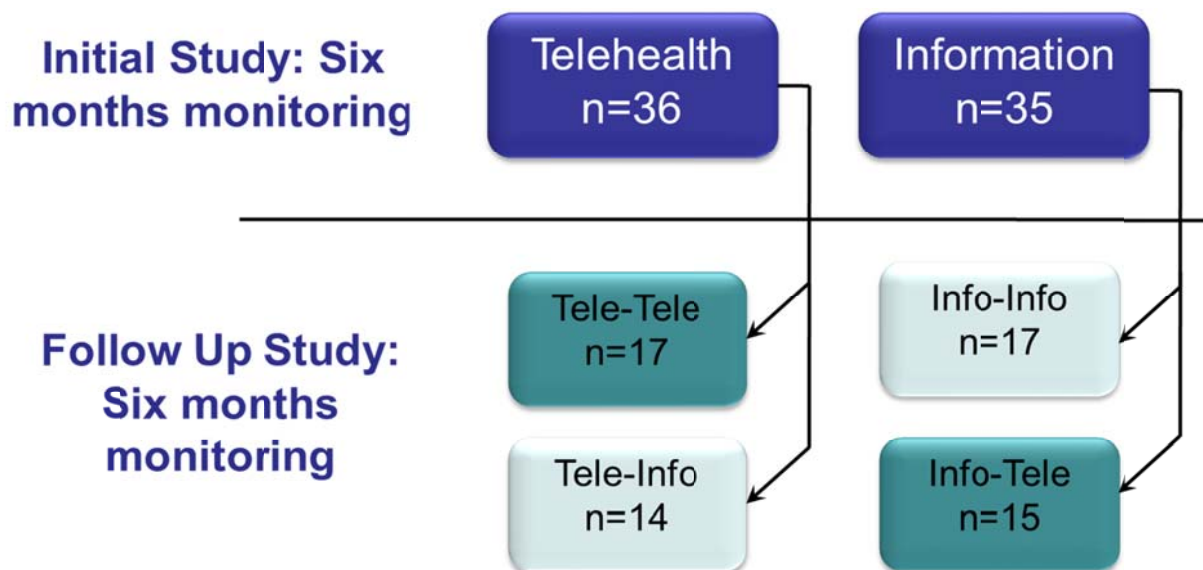 Initial Study: Six
months monitoring
Telehealth
n=36
Information
n=35
Follow Up Study:
Six months
monitoring
Tele-Tele
n=17
Info-Info
n=17
Tele-Info
n=14
Info-Tele
n=15